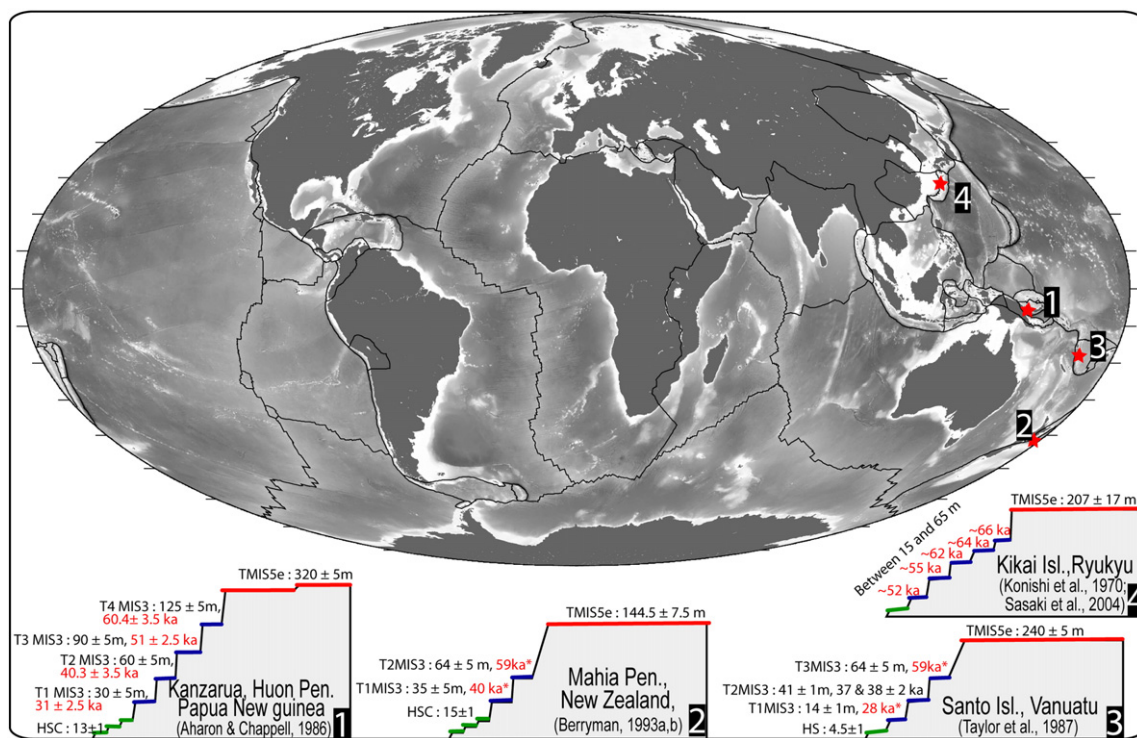 4
1
3
2
TMIS5e : 207 ± 17 m
Between 15 and 65 m
~66 ka
~64 ka
~62 ka
~55 ka
~52 ka
Kikai Isl.,Ryukyu
(Konishi et al., 1970;
Sasaki et al., 2004)
4
TMIS5e : 320 ± 5m
T4 MIS3 : 125 ± 5m,
60.4± 3.5 ka
T3 MIS3 : 90 ± 5m, 51 ± 2.5 ka
T2 MIS3 : 60 ± 5m,
40.3 ± 3.5 ka
T1 MIS3 : 30 ± 5m,
31 ± 2.5 ka
HSC : 13±1
Kanzarua, Huon Pen.
Papua New guinea
(Aharon & Chappell, 1986)
1
TMIS5e : 144.5 ± 7.5 m
T2MIS3 : 64 ± 5 m, 59ka*
T1MIS3 : 35 ± 5m, 40 ka*
HSC : 15±1
Mahia Pen.,
New Zealand,
(Berryman, 1993a,b)
2
TMIS5e : 240 ± 5 m
T3MIS3 : 64 ± 5 m, 59ka*
T2MIS3 : 41 ± 1m, 37 & 38 ± 2 ka
T1MIS3 : 14 ± 1m, 28 ka*
HS : 4.5±1
Santo Isl., Vanuatu
(Taylor et al., 1987)
3